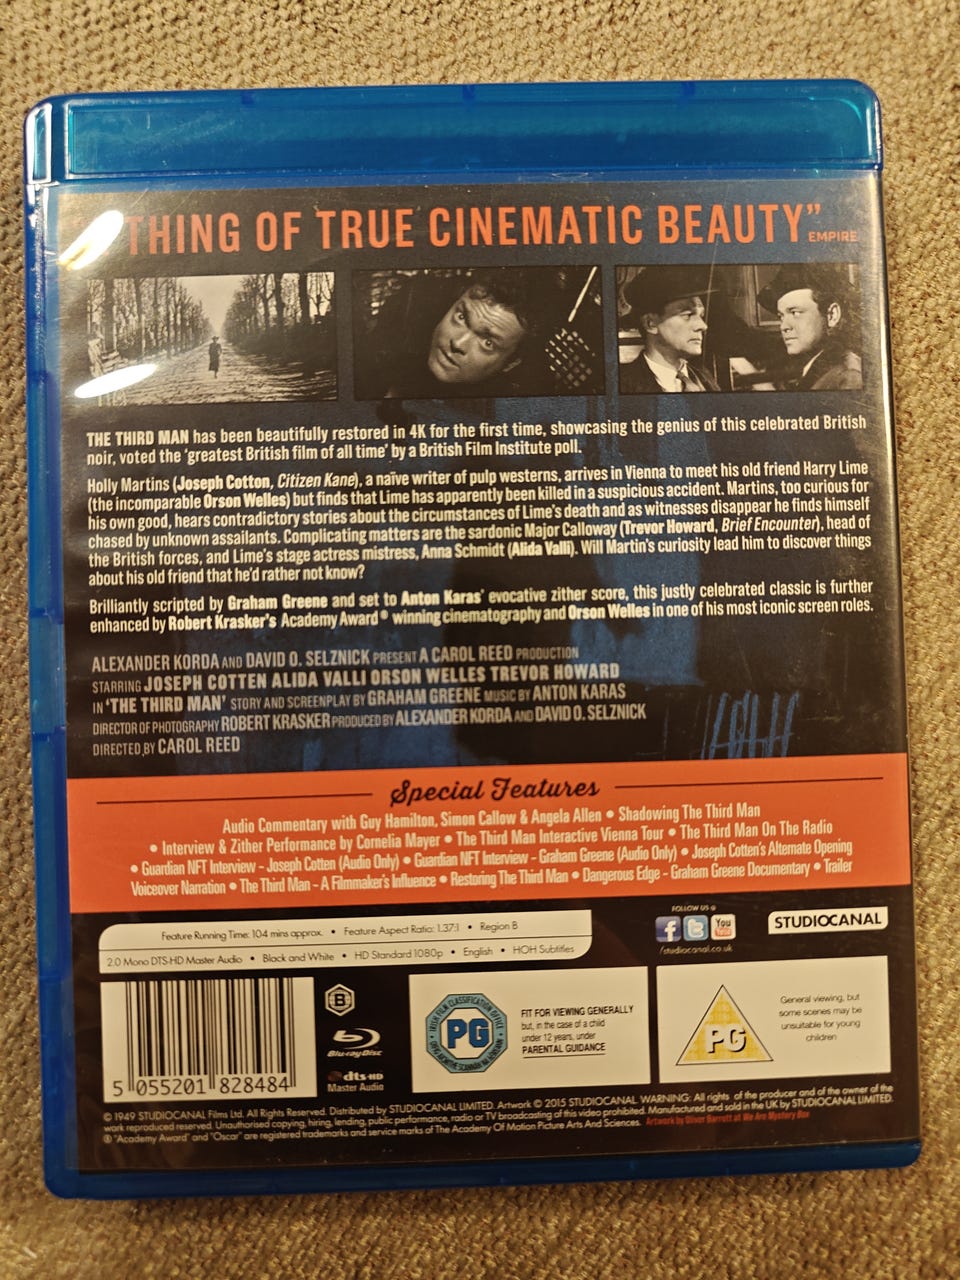 THING OF TRUE CINEMATIC BEAUTY” EMPIRE
THE THIRD MAN has been beautifully restored in 4K for the first time, showcasing the genius of this celebrated British
noir, voted the ‘greatest British film of all time’ by a British Film Institute poll.
Holly Martins (Joseph Cotton, Citizen Kane), a naïve writer of pulp westerns, arrives in Vienna to meet his old friend Harry Lime
(the incomparable Orson Welles) but finds that Lime has apparently been killed in a suspicious accident. Martins, too curious for
his own good, hears contradictory stories about the circumstances of Lime's death and as witnesses disappear he finds himself
chased by unknown assailants. Complicating matters are the sardonic Major Calloway (Trevor Howard, Brief Encounter), head of
the British forces, and Lime's stage actress mistress, Anna Schmidt (Alida Valli). Will Martin's curiosity lead him to discover things
about his old friend that he'd rather not know?
Brilliantly scripted by Graham Greene and set to Anton Karas' evocative zither score, this justly celebrated classic is further
enhanced by Robert Krasker's Academy Award® winning cinematography and Orson Welles in one of his most iconic screen roles.
ALEXANDER KORDA AND DAVID O. SELZNICK PRESENT A CAROL REED PRODUCTION
STARRING JOSEPH COTTEN ALIDA VALLI ORSON WELLES TREVOR HOWARD
IN ‘THE THIRD MAN’ STORY AND SCREENPLAY BY GRAHAM GREENE MUSIC BY ANTON KARAS
DIRECTOR OF PHOTOGRAPHY ROBERT KRASKER PRODUCED BY ALEXANDER KORDA AND DAVID O. SELZNICK
DIRECTED BY CAROL REED
Special Features
Audio Commentary with Guy Hamilton, Simon Callow & Angela Allen • Shadowing The Third Man
• Interview & Zither Performance by Cornelia Mayer • The Third Man Interactive Vienna Tour • The Third Man On The Radio
• Guardian NFT Interview – Joseph Cotten (Audio Only) • Guardian NFT Interview – Graham Greene (Audio Only) • Joseph Cotten's Alternate Opening
Voiceover Narration • The Third Man – A Filmmaker's Influence • Restoring The Third Man • Dangerous Edge – Graham Greene Documentary • Trailer
Feature Running Time: 104 mins approx. • Feature Aspect Ratio: 1.37:1 • Region B
2.0 Mono DTS-HD Master Audio • Black and White • HD Standard 1080p • English • HOH Subtitles
FOLLOW US @
f t You Tube
/studiocanal.co.uk
STUDIOCANAL
5 055201 828484
B
Blu-ray Disc
dts-HD
Master Audio
IRISH FILM CLASSIFICATION OFFICE
PG
FIT FOR VIEWING GENERALLY
but, in the case of a child
under 12 years, under
PARENTAL GUIDANCE
PG
General viewing, but
some scenes may be
unsuitable for young
children
© 1949 STUDIOCANAL Films Ltd. All Rights Reserved. Distributed by STUDIOCANAL LIMITED. Artwork © 2015 STUDIOCANAL WARNING: All rights of the producer and of the owner of the
work reproduced reserved. Unauthorised copying, hiring, lending, public performance, radio or TV broadcasting of this video prohibited. Manufactured and sold in the UK by STUDIOCANAL LIMITED.
® "Academy Award" and "Oscar" are registered trademarks and service marks of The Academy Of Motion Picture Arts And Sciences. Artwork by Oliver Barrett at We Are Mystery Box